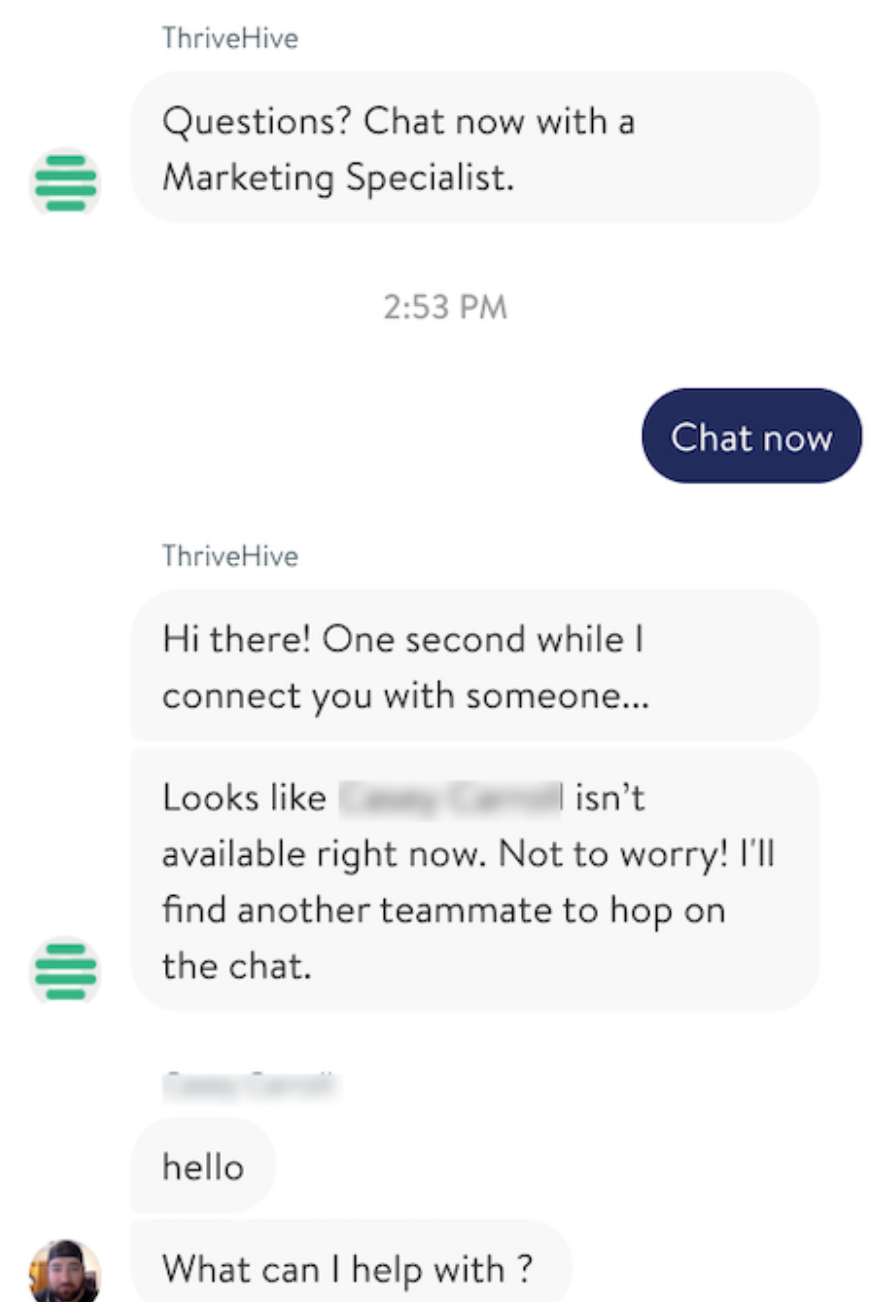 ThriveHive
Questions? Chat now with a
Marketing Specialist.
2:53 PM
Chat now
ThriveHive
Hi there! One second while I
connect you with someone...
Looks like isn't
available right now. Not to worry! I'll
find another teammate to hop on
the chat.
hello
What can I help with ?